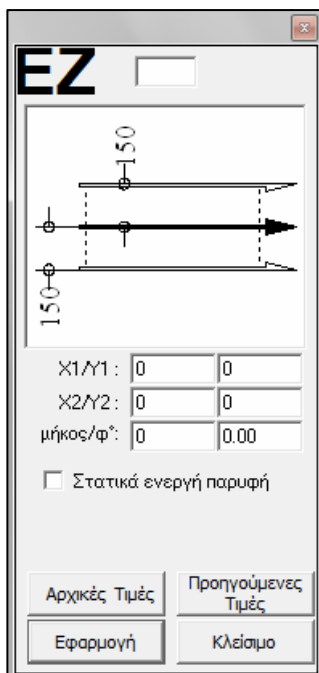 EZ
150
150
X1/Y1 : 0 0
X2/Y2 : 0 0
μήκος/φ°: 0 0.00
Στατικά ενεργή παρυφή
Αρχικές Τιμές
Προηγούμενες
Τιμές
Εφαρμογή
Κλείσιμο